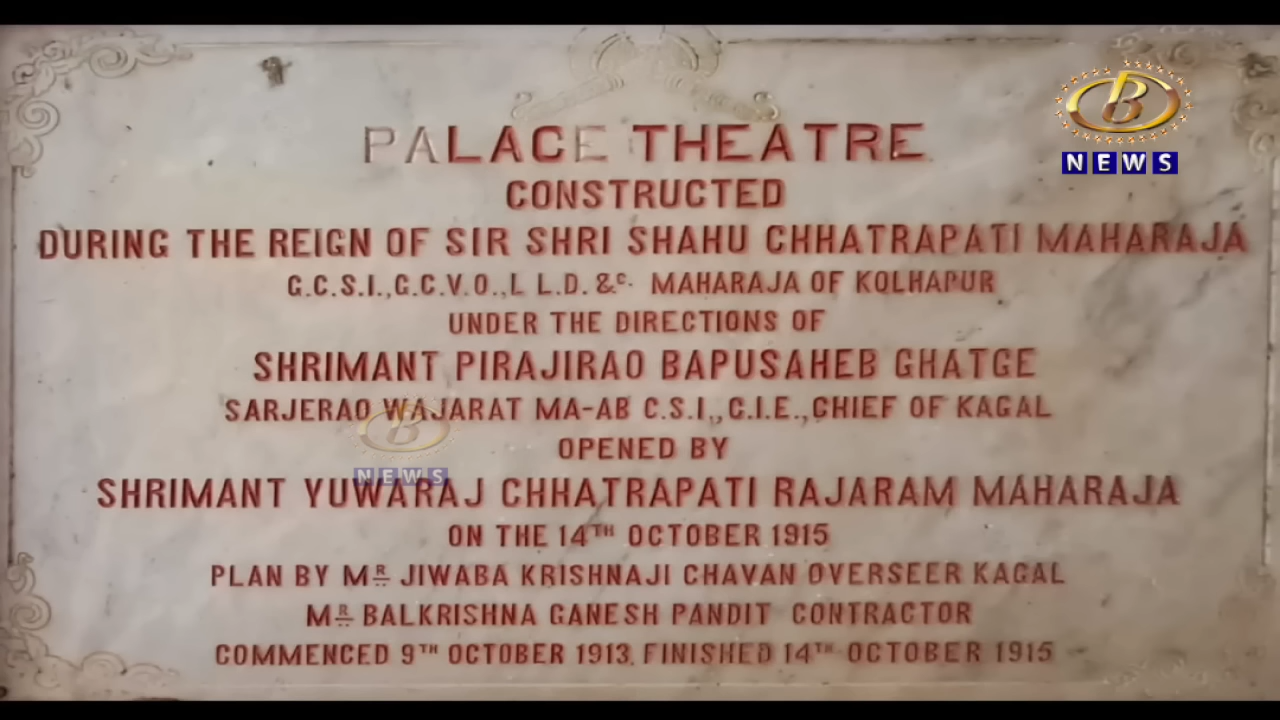 PALACE THEATRE
B
NEWS
CONSTRUCTED
DURING THE REIGN OF SIR SHRI SHAHU CHHATRAPATI MAHARAJA
G.C.S.I.,G.C.V.O.,L L.D. &c. MAHARAJA OF KOLHAPUR
UNDER THE DIRECTIONS OF
SHRIMANT PIRAJIRAO BAPUSAHEB GHATGE
SARJERAO WAJARAT MA-AB C.S.I., C.I.E., CHIEF OF KAGAL
B
NEWS
OPENED BY
SHRIMANT YUWARAJ CHHATRAPATI RAJARAM MAHARAJA
ON THE 14TH OCTOBER 1915
PLAN BY MR JIWABA KRISHNAJI CHAVAN OVERSEER KAGAL
MR BALKRISHNA GANESH PANDIT CONTRACTOR
COMMENCED 9TH OCTOBER 1913. FINISHED 14TH OCTOBER 1915